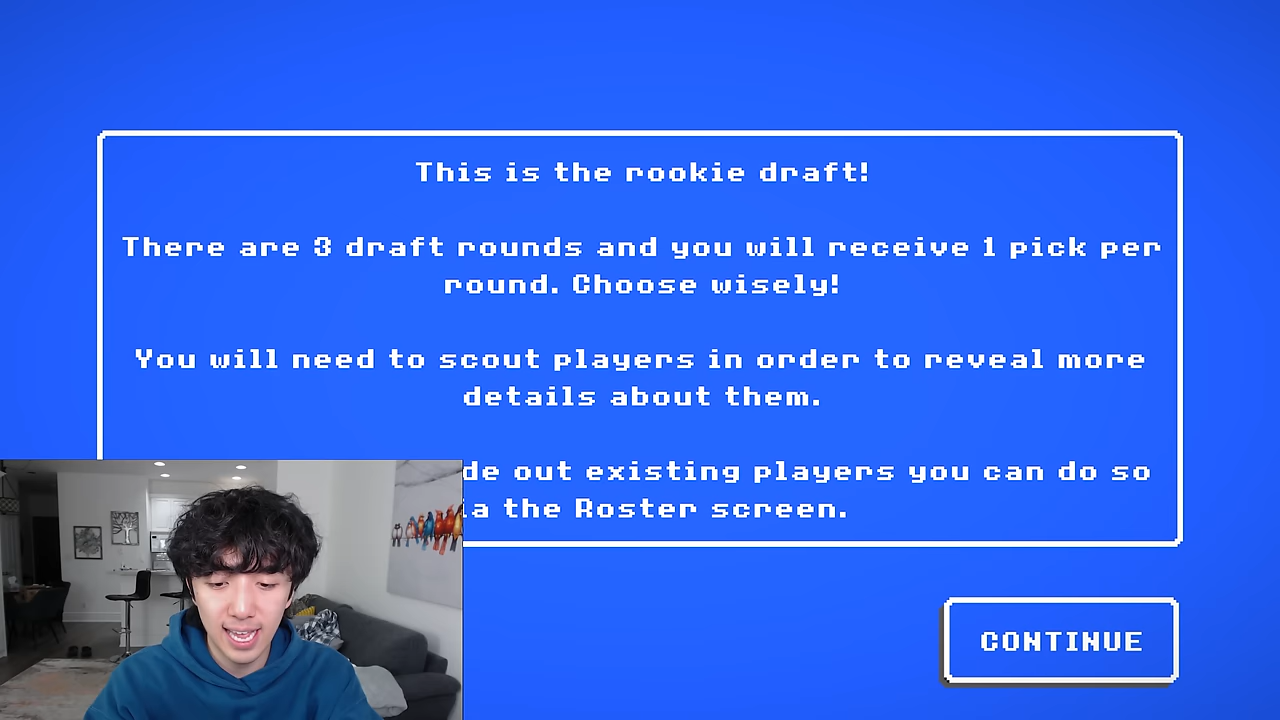 This is the rookie draft!
There are 3 draft rounds and you will receive 1 pick per
round. Choose wisely!
You will need to scout players in order to reveal more
details about them.
out existing players you can do so
the Roster screen.
CONTINUE